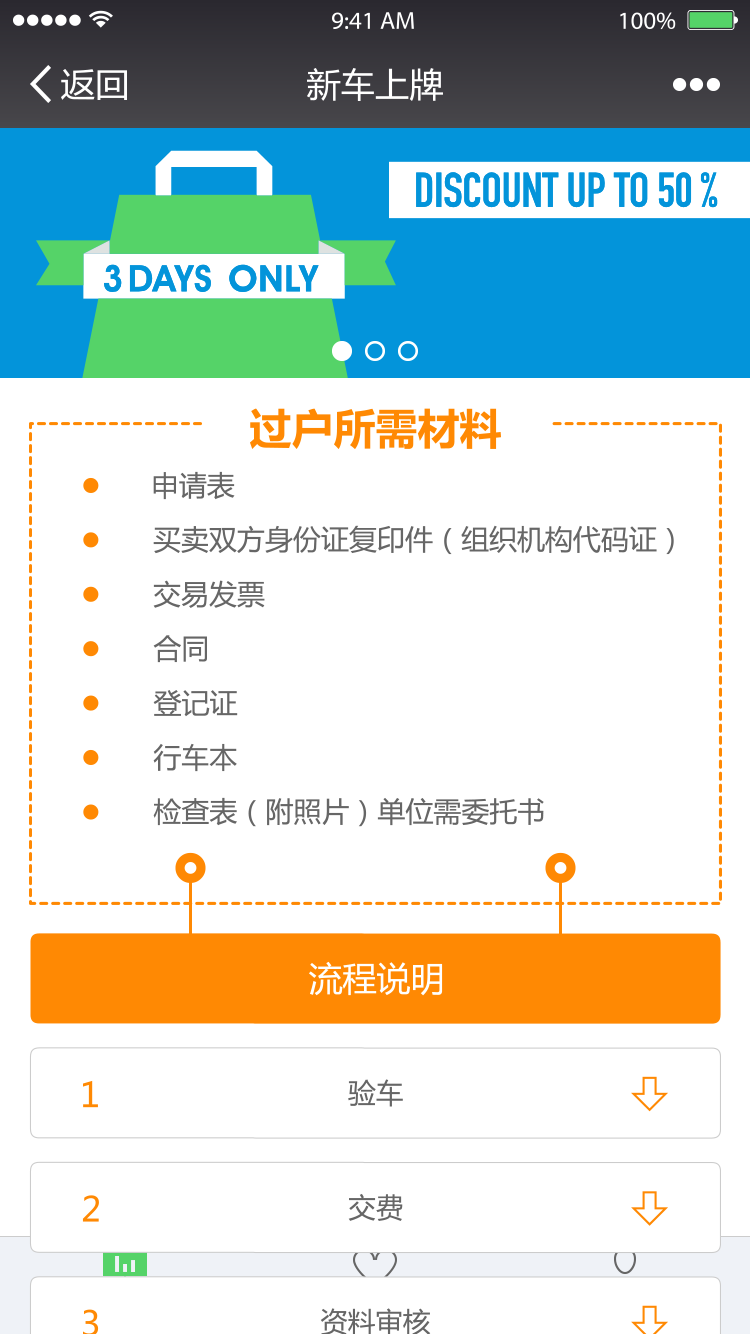 9:41 AM
100%
返回
新车上牌
DISCOUNT UP TO 50 %
3 DAYS ONLY
过户所需材料
申请表
买卖双方身份证复印件（组织机构代码证）
交易发票
合同
登记证
行车本
检查表（附照片）单位需委托书
流程说明
1 验车
2 交费
3 资料审核